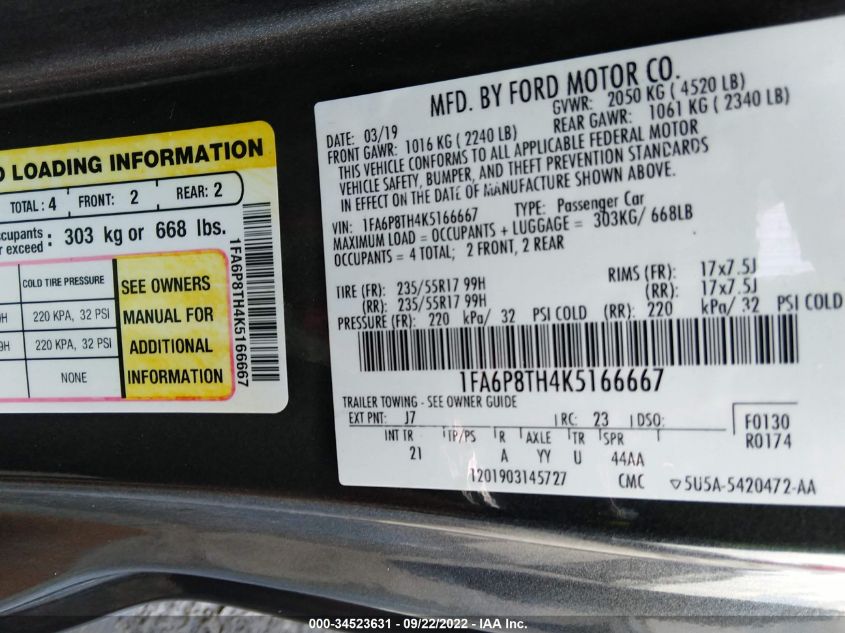 O LOADING INFORMATION
TOTAL: 4 FRONT: 2 REAR: 2
ccupants
r exceed : 303 kg or 668 lbs.
COLD TIRE PRESSURE
SEE OWNERS
MANUAL FOR
ADDITIONAL
INFORMATION
9H 220 KPA, 32 PSI
9H 220 KPA, 32 PSI
NONE
1FA6P8TH4K5166667
MFD. BY FORD MOTOR CO.
DATE: 03/19 GVWR: 2050 KG ( 4520 LB)
FRONT GAWR: 1016 KG ( 2240 LB) REAR GAWR: 1061 KG ( 2340 LB)
THIS VEHICLE CONFORMS TO ALL APPLICABLE FEDERAL MOTOR
VEHICLE SAFETY, BUMPER, AND THEFT PREVENTION STANDARDS
IN EFFECT ON THE DATE OF MANUFACTURE SHOWN ABOVE.
VIN: 1FA6P8TH4K5166667 TYPE: Passenger Car
MAXIMUM LOAD = OCCUPANTS + LUGGAGE = 303KG/ 668LB
OCCUPANTS = 4 TOTAL; 2 FRONT, 2 REAR
TIRE (FR): 235/55R17 99H RIMS (FR): 17x7.5J
(RR): 235/55R17 99H (RR): 17x7.5J
PRESSURE (FR): 220 kPa/ 32 PSI COLD (RR): 220 kPa/ 32 PSI COLD
1FA6P8TH4K5166667
TRAILER TOWING - SEE OWNER GUIDE
EXT PNT: J7 RC: 23 DSO: F0130
INT TR TP/PS R AXLE TR SPR R0174
21 A YY U 44AA
1201903145727 CMC ▽5U5A-5420472-AA
000-34523631 - 09/22/2022 - IAA Inc.